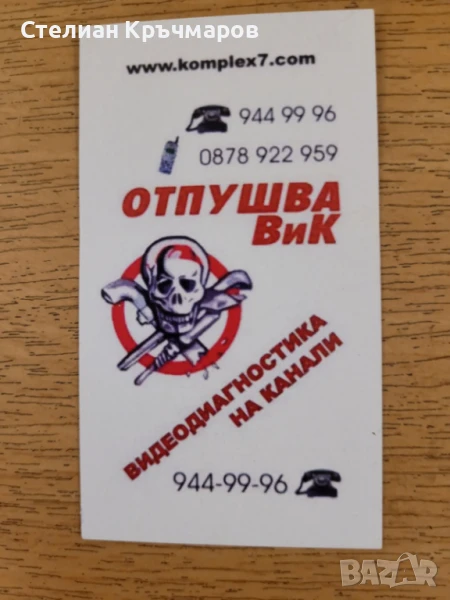 Стелиан Кръчмаров
www.komplex7.com
944 99 96
0878 922 959
ОТПУШВА
ВиК
ВИДЕОДИАГНОСТИКА
НА КАНАЛИ
944-99-96
BAZAR